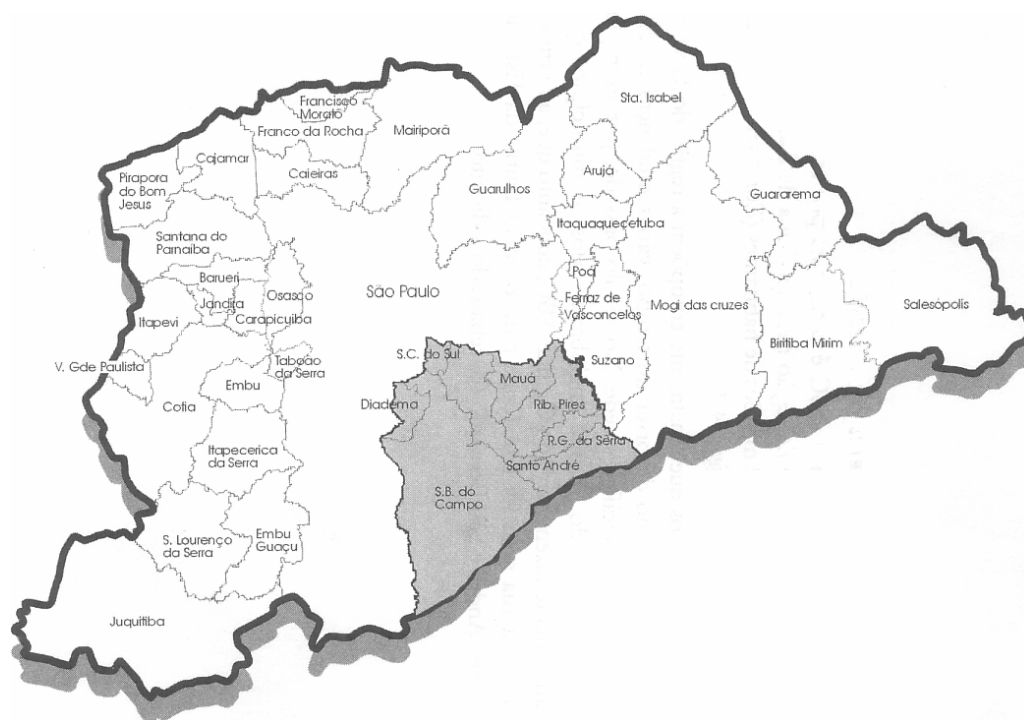 Sta. Isabel
Francisco
Morato
Franco da Rocha
Mairiporã
Cajamar
Caieiras
Arujá
Pirapora
do Bom
Jesus
Guarulhos
Guararema
Itaquaquecetuba
Santana do
Parnaiba
Barueri
Poá
Osasco
São Paulo
Jandira
Ferraz de
Vasconcelos
Mogi das cruzes
Salesópolis
Itapevi
Carapicuiba
Biritiba Mirim
S.C. do Sul
Suzano
V. Gde Paulista
Taboão
da Serra
Mauá
Embu
Diadema
Rib. Pires
Cotia
R.G. da Serra
Itapecerica
da Serra
Santo André
S.B. do
Campo
S. Lourenço
da Serra
Embu
Guaçu
Juquitiba